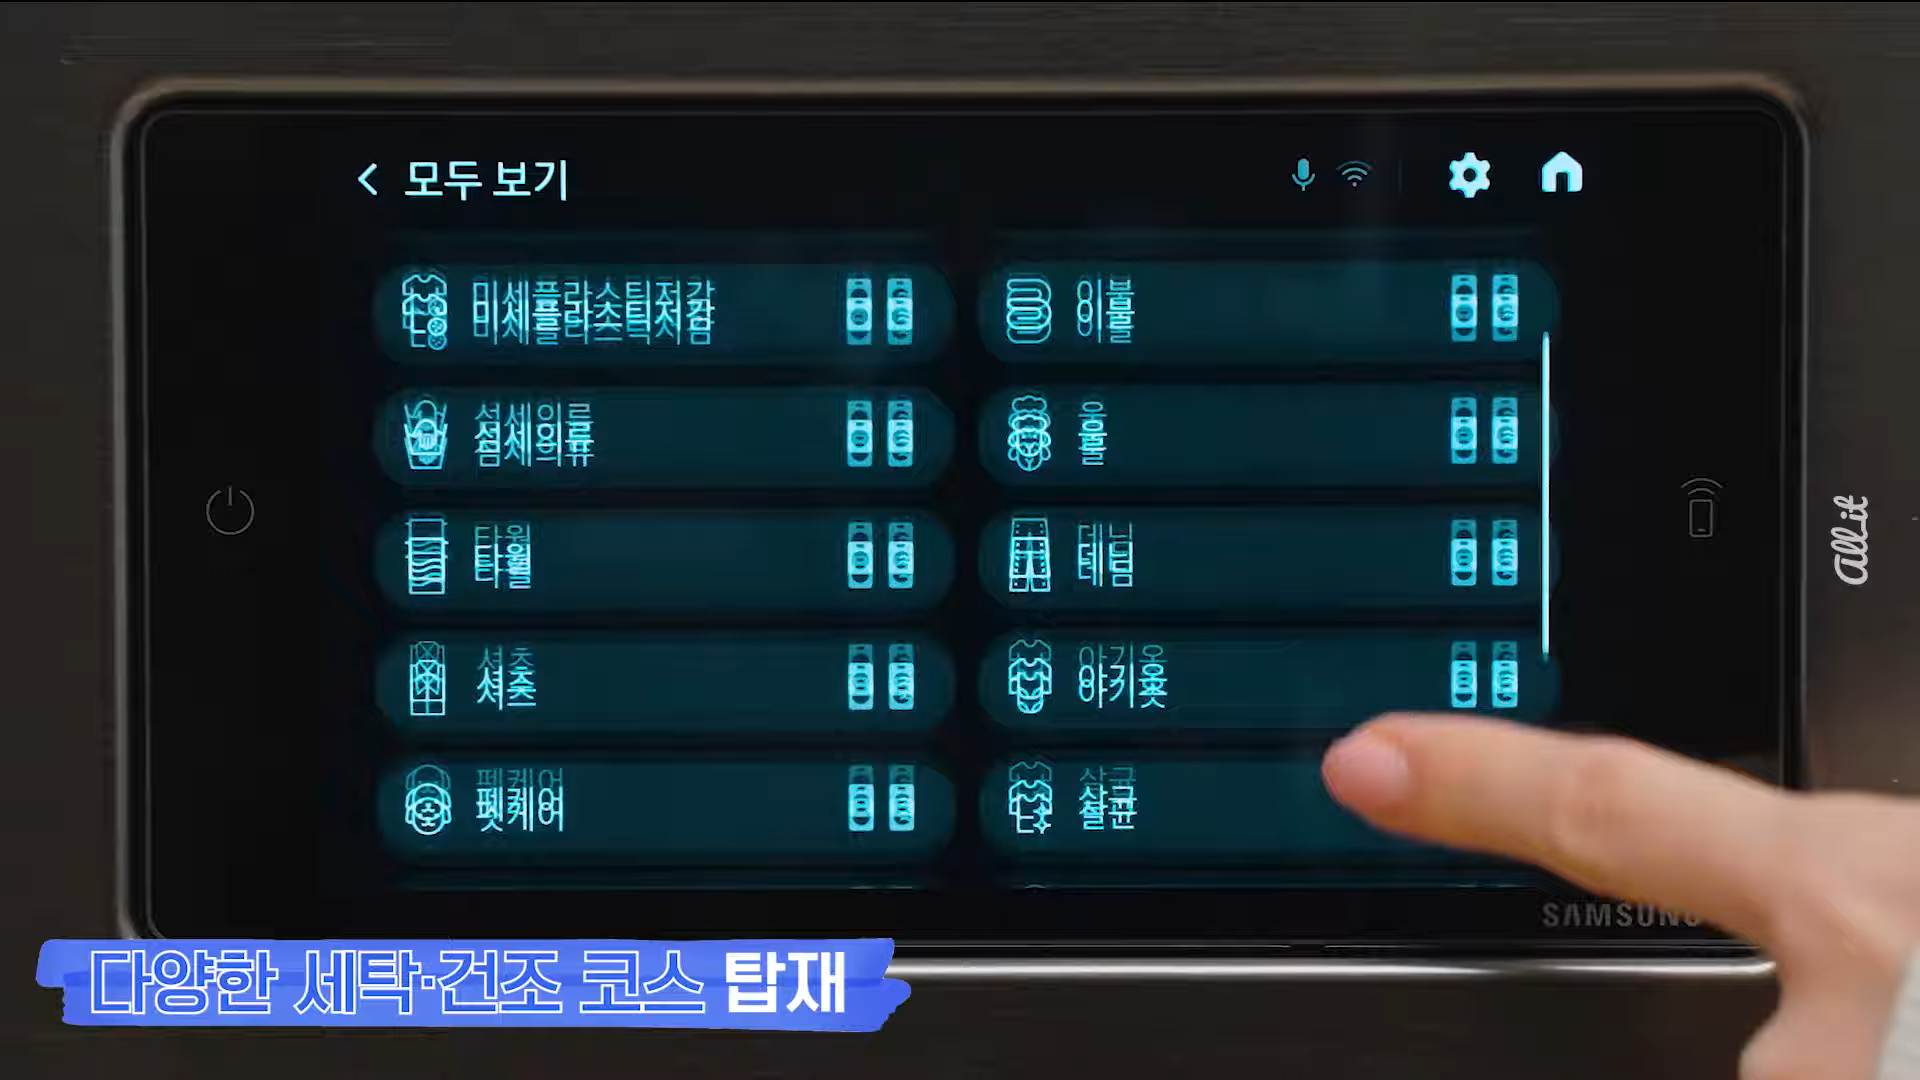 모두 보기
미세플라스틱저감
이불
섬세의류
울
타월
데님
셔츠
아기옷
펫케어
살균
SAMSUNG
Allit
다양한 세탁·건조 코스 탑재